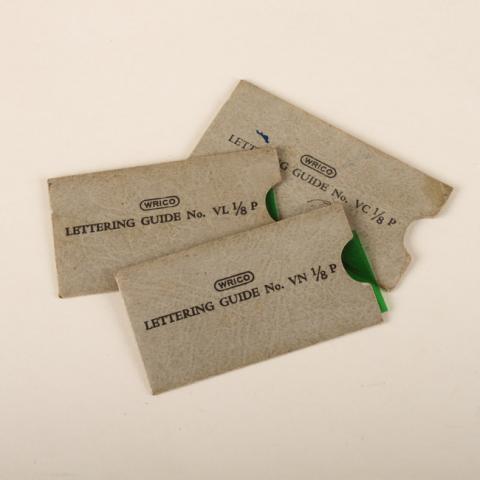 WRICO
LETTERING GUIDE No. VC 1/8 P
WRICO
LETTERING GUIDE No. VL 1/8 P
WRICO
LETTERING GUIDE No. VN 1/8 P